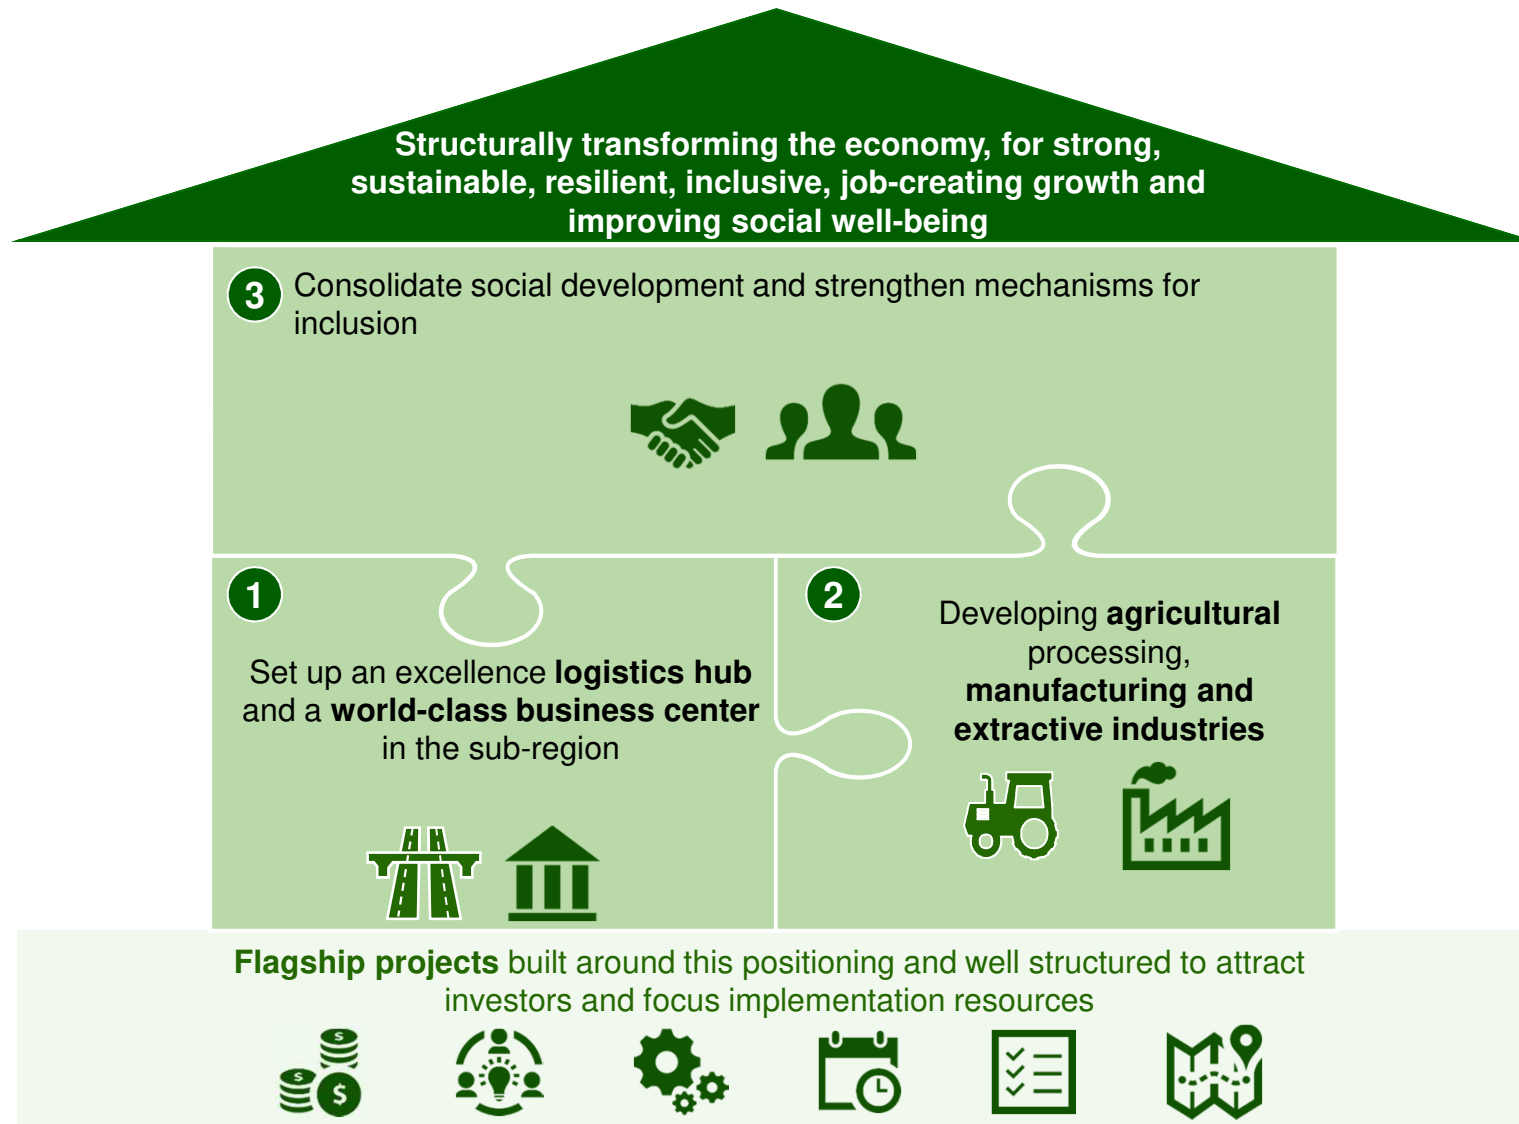 Structurally transforming the economy, for strong,
sustainable, resilient, inclusive, job-creating growth and
improving social well-being
3
Consolidate social development and strengthen mechanisms for
inclusion
1
Set up an excellence logistics hub
and a world-class business center
in the sub-region
2
Developing agricultural
processing,
manufacturing and
extractive industries
Flagship projects built around this positioning and well structured to attract
investors and focus implementation resources
$
$
$